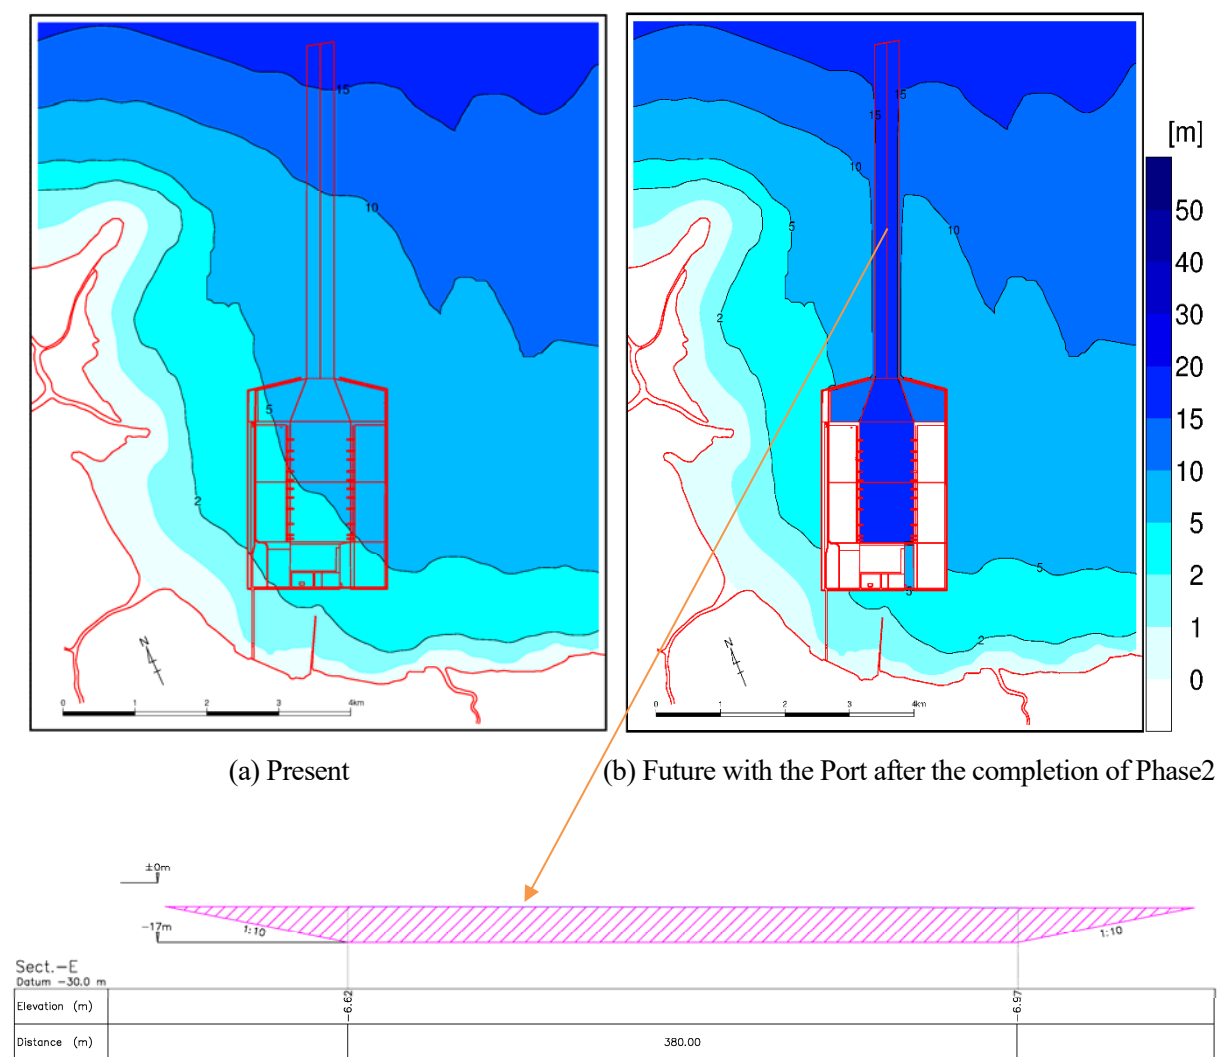 15
10
5
2
N
0 1 2 3 4km
[m]
50
40
30
20
15
10
5
2
1
0
15
15
10
10
5
2
5
5
2
N
0 1 2 3 4km
(a) Present
(b) Future with the Port after the completion of Phase2
±0m
-17m
1:10
1:10
Sect.-E
Datum -30.0 m
Elevation (m) -6.62 -6.97
Distance (m) 380.00